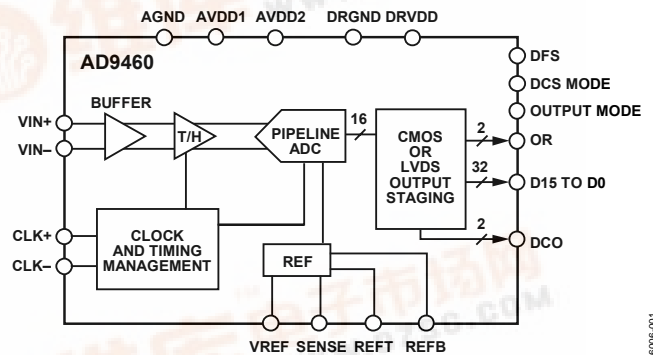 AGND AVDD1 AVDD2 DRGND DRVDD
AD9460
DFS
DCS MODE
OUTPUT MODE
OR
D15 TO D0
DCO
BUFFER
VIN+
VIN–
T/H
PIPELINE
ADC
16
CMOS
OR
LVDS
OUTPUT
STAGING
2
32
2
CLK+
CLK–
CLOCK
AND TIMING
MANAGEMENT
REF
VREF SENSE REFT REFB